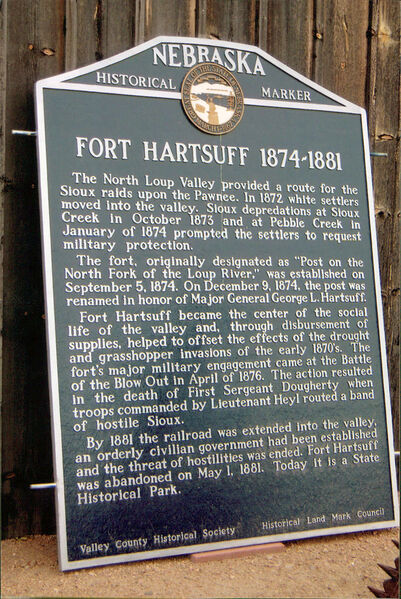 NEBRASKA
HISTORICAL MARKER
FORT HARTSUFF 1874-1881
The North Loup Valley provided a route for the
Sioux raids upon the Pawnee. In 1872 white settlers
moved into the valley. Sioux depredations at Sioux
Creek in October 1873 and at Pebble Creek in
January of 1874 prompted the settlers to request
military protection.
The fort, originally designated as "Post on the
North Fork of the Loup River," was established on
September 5, 1874. On December 9, 1874, the post was
renamed in honor of Major General George L. Hartsuff.
Fort Hartsuff became the center of the social
life of the valley and, through disbursement of
supplies, helped to offset the effects of the drought
and grasshopper invasions of the early 1870's. The
fort's major military engagement came at the Battle
of the Blow Out in April of 1876. The action resulted
in the death of First Sergeant Dougherty when
troops commanded by Lieutenant Heyl routed a band
of hostile Sioux.
By 1881 the railroad was extended into the valley,
an orderly civilian government had been established
and the threat of hostilities was ended. Fort Hartsuff
was abandoned on May 1, 1881. Today it is a State
Historical Park.
Valley County Historical Society Historical Land Mark Council